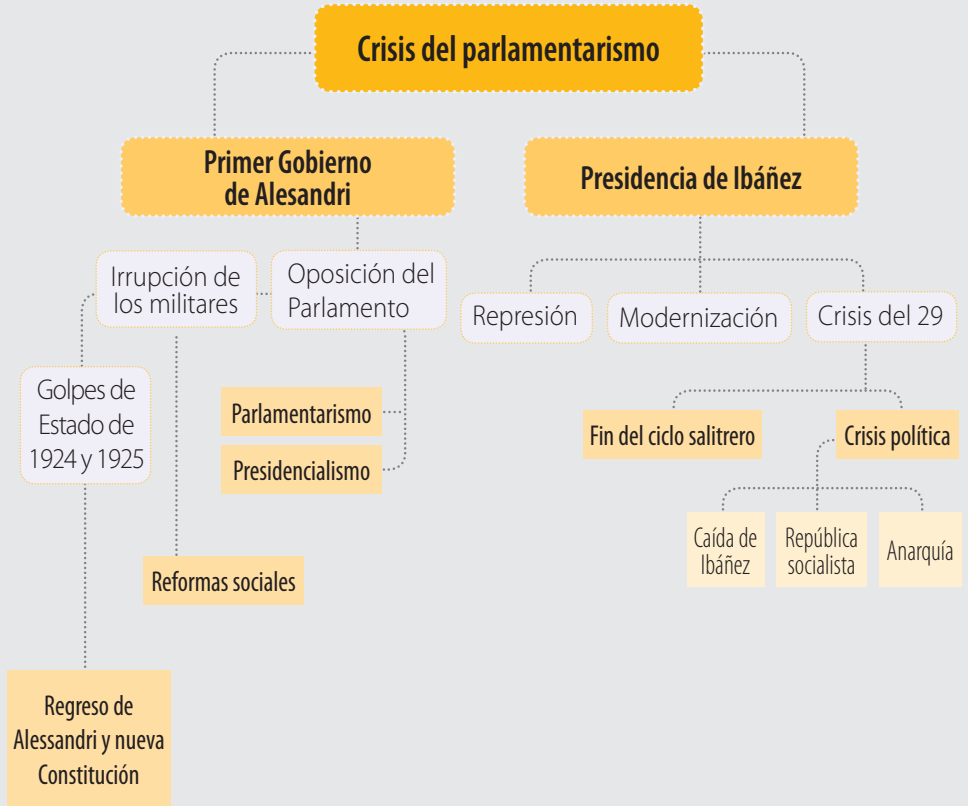 Crisis del parlamentarismo
Primer Gobierno
de Alesandri
Presidencia de Ibáñez
Irrupción de
los militares
Oposición del
Parlamento
Represión
Modernización
Crisis del 29
Golpes de
Estado de
1924 y 1925
Parlamentarismo
Presidencialismo
Fin del ciclo salitrero
Crisis política
Reformas sociales
Caída de
Ibáñez
República
socialista
Anarquía
Regreso de
Alessandri y nueva
Constitución